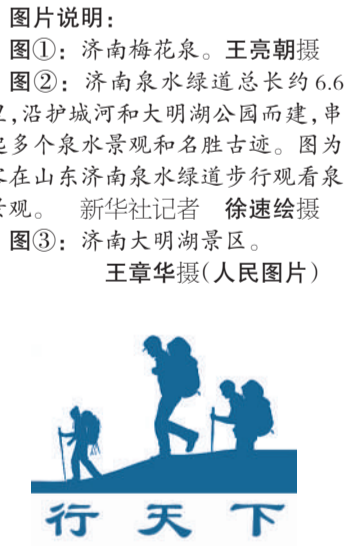 图片说明：
图①：济南梅花泉。王亮朝摄
图②：济南泉水绿道总长约6.6
，沿护城河和大明湖公园而建，串
多个泉水景观和名胜古迹。图为
在山东济南泉水绿道步行观看泉
观。 新华社记者 徐速绘摄
图③：济南大明湖景区。
王章华摄（人民图片）
行天下